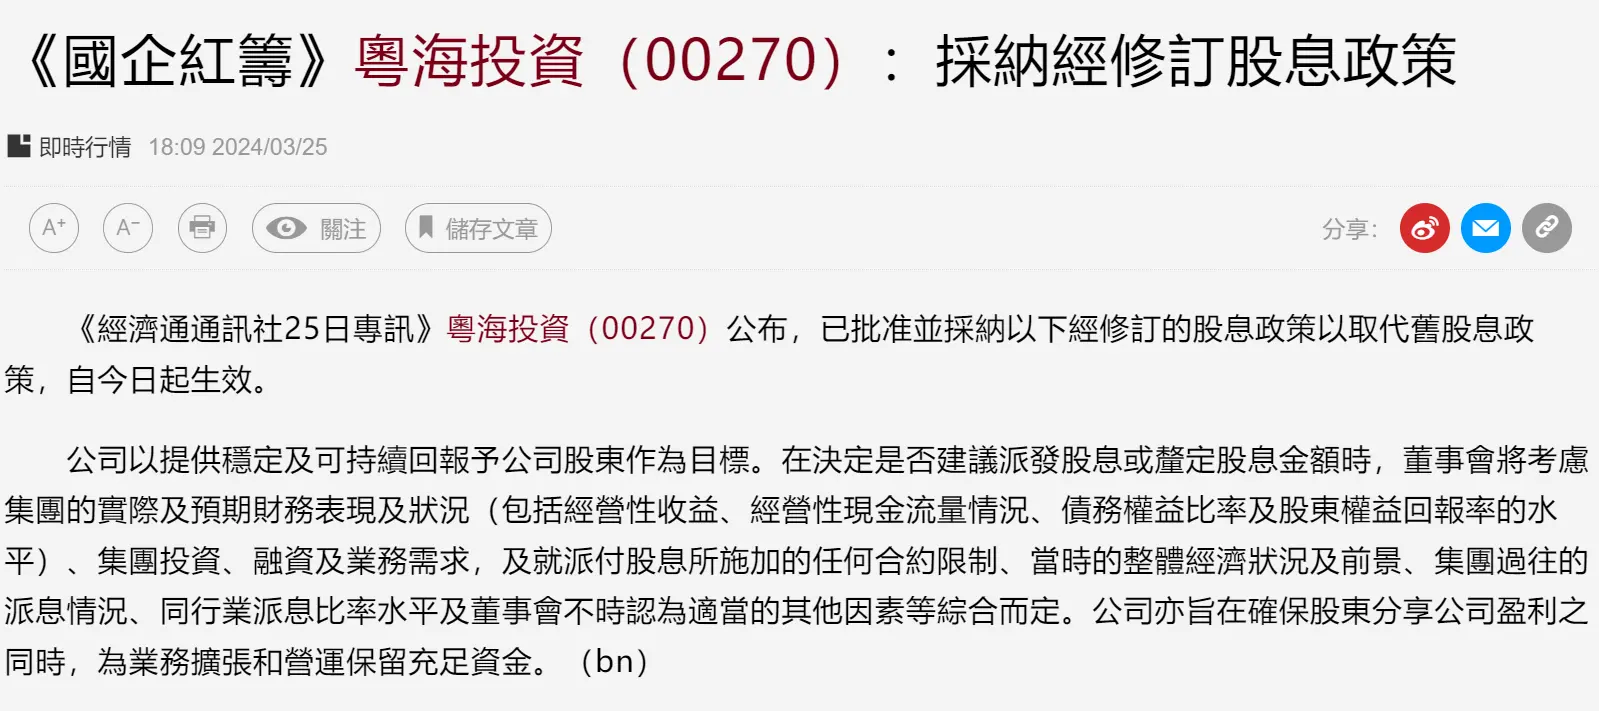 《國企紅籌》粵海投資（00270）：採納經修訂股息政策
即時行情 18:09 2024/03/25
A+ A− 關注 儲存文章 分享：
《經濟通通訊社25日專訊》粵海投資（00270）公布，已批准並採納以下經修訂的股息政策以取代舊股息政
策，自今日起生效。
公司以提供穩定及可持續回報予公司股東作為目標。在決定是否建議派發股息或釐定股息金額時，董事會將考慮
集團的實際及預期財務表現及狀況（包括經營性收益、經營性現金流量情況、債務權益比率及股東權益回報率的水
平）、集團投資、融資及業務需求，及就派付股息所施加的任何合約限制、當時的整體經濟狀況及前景、集團過往的
派息情況、同行業派息比率水平及董事會不時認為適當的其他因素等綜合而定。公司亦旨在確保股東分享公司盈利之
同時，為業務擴張和營運保留充足資金。（bn）